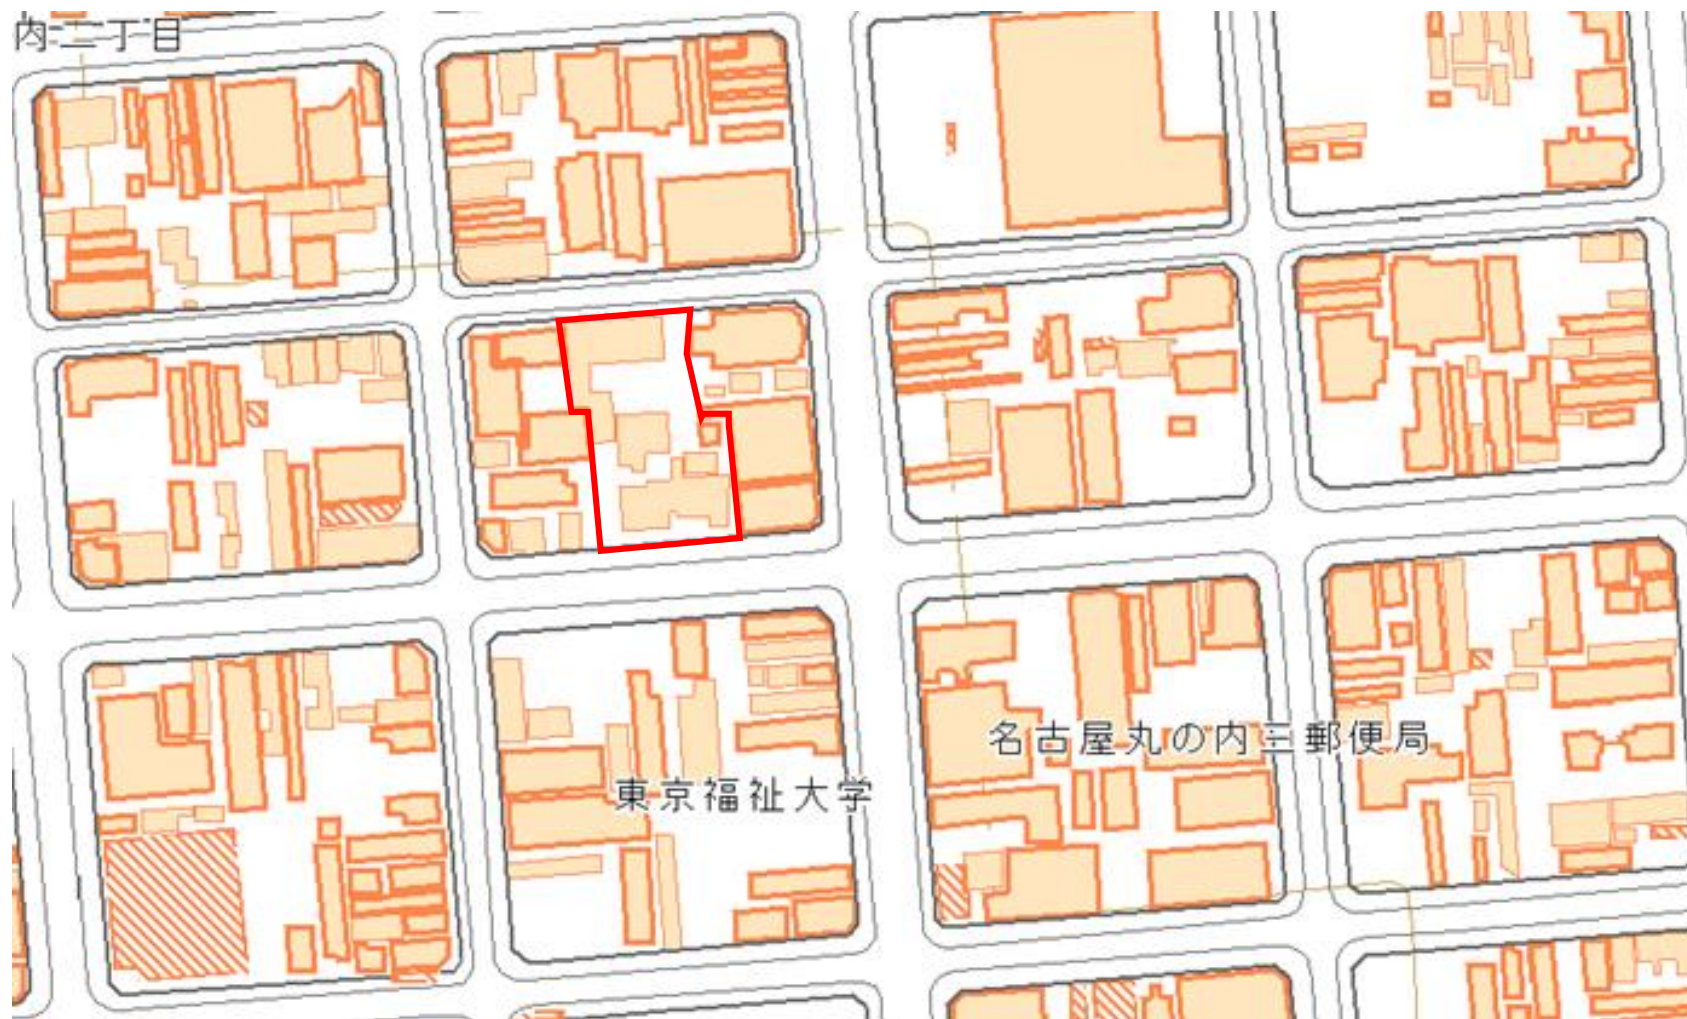 内二丁目
名古屋丸の内三郵便局
東京福祉大学